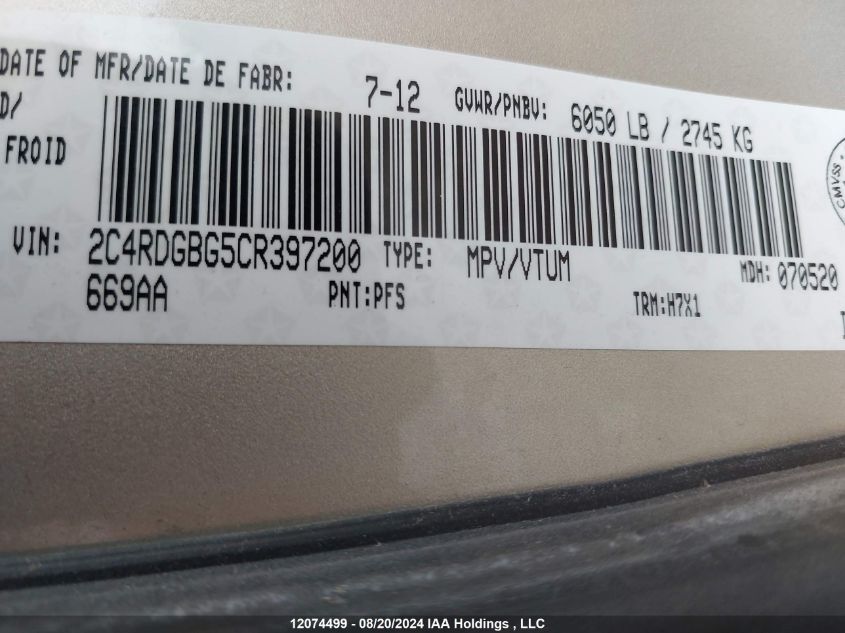 DATE OF MFR/DATE DE FABR: 7-12 GVWR/PNBV: 6050 LB / 2745 KG
D/
FROID
CMVSS
VIN: 2C4RDGBG5CR397200 TYPE: MPV/VTUM MDH: 070520
669AA PNT:PFS TRM:H7X1
12074499 - 08/20/2024 IAA Holdings , LLC